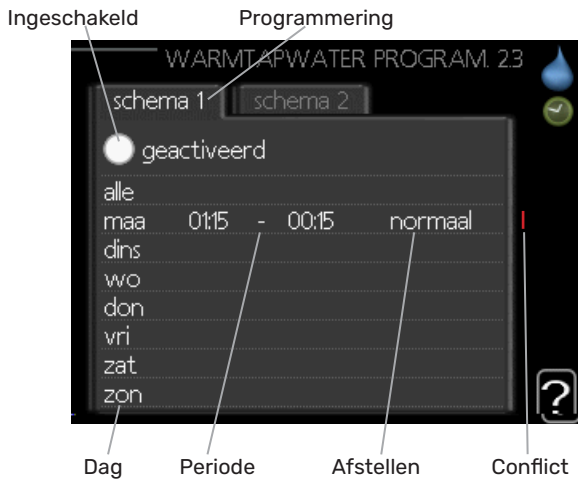 Ingeschakeld Programmering
WARMTAPWATER PROGRAM. 2.3
schema 1 schema 2
geactiveerd
alle
maa 01:15 - 00:15 normaal
dins
wo
don
vri
zat
zon
?
Dag Periode Afstellen Conflict